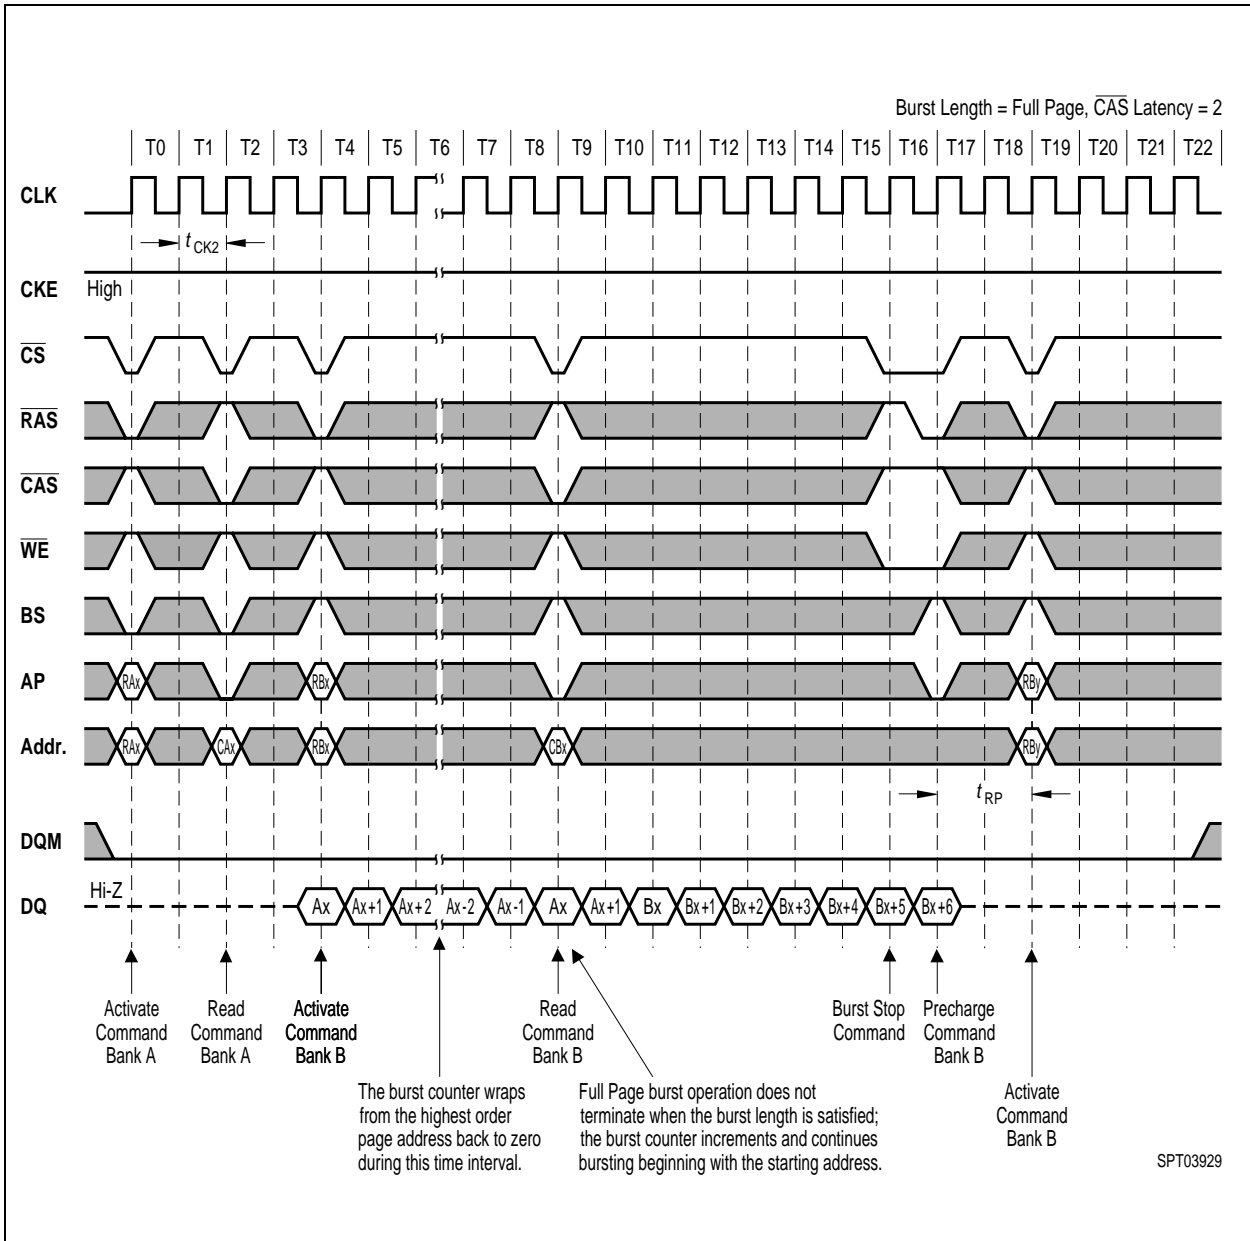 Burst Length = Full Page, CAS Latency = 2
T0 T1 T2 T3 T4 T5 T6 T7 T8 T9 T10 T11 T12 T13 T14 T15 T16 T17 T18 T19 T20 T21 T22
CLK
t CK2
CKE High
CS
RAS
CAS
WE
BS
AP RAx RBx RBy
Addr. RAx CAx RBx CBx RBy
t RP
DQM
Hi-Z
DQ Ax Ax+1 Ax+2 Ax-2 Ax-1 Ax Ax+1 Bx Bx+1 Bx+2 Bx+3 Bx+4 Bx+5 Bx+6
Activate
Command
Bank A
Read
Command
Bank A
Activate
Command
Bank B
Read
Command
Bank B
Burst Stop
Command
Precharge
Command
Bank B
The burst counter wraps
from the highest order
page address back to zero
during this time interval.
Full Page burst operation does not
terminate when the burst length is satisfied;
the burst counter increments and continues
bursting beginning with the starting address.
Activate
Command
Bank B
SPT03929